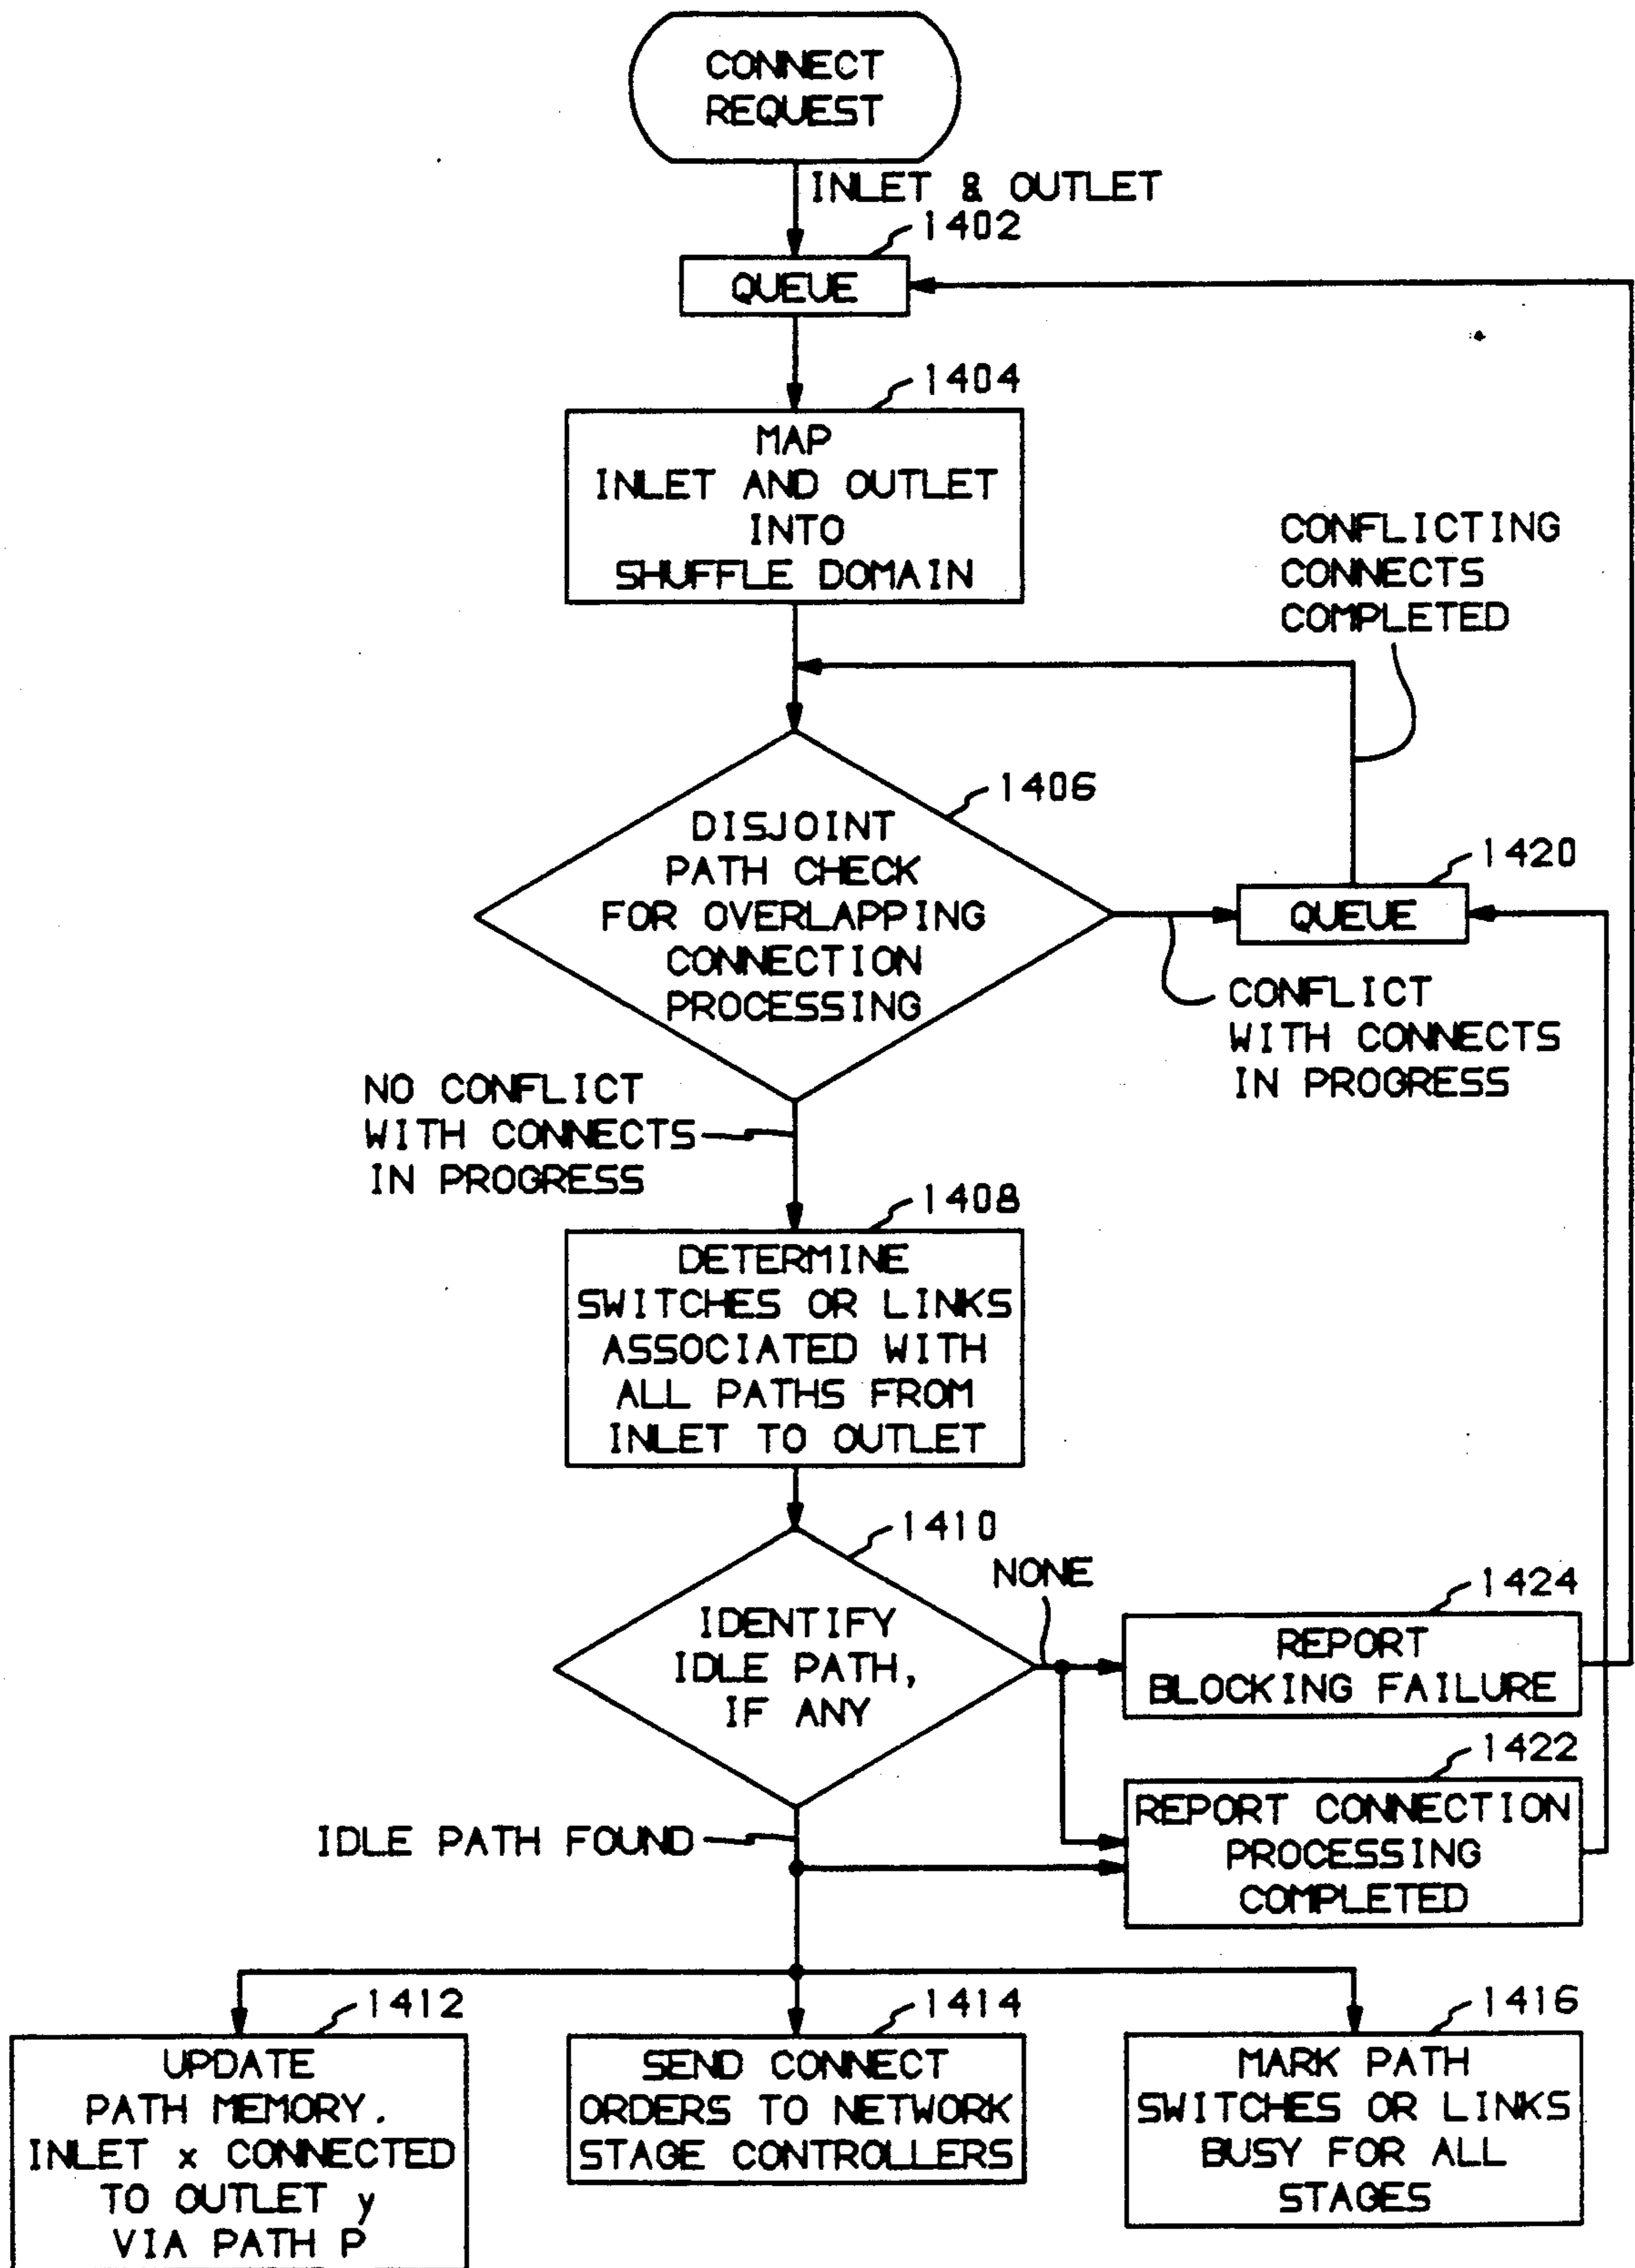 CONNECT
REQUEST
INLET & OUTLET
1402
QUEUE
1404
MAP
INLET AND OUTLET
INTO
SHUFFLE DOMAIN
CONFLICTING
CONNECTS
COMPLETED
1406
DISJOINT
PATH CHECK
FOR OVERLAPPING
CONNECTION
PROCESSING
1420
QUEUE
CONFLICT
WITH CONNECTS
IN PROGRESS
NO CONFLICT
WITH CONNECTS
IN PROGRESS
1408
DETERMINE
SWITCHES OR LINKS
ASSOCIATED WITH
ALL PATHS FROM
INLET TO OUTLET
1410
IDENTIFY
IDLE PATH,
IF ANY
NONE
1424
REPORT
BLOCKING FAILURE
1422
REPORT CONNECTION
PROCESSING
COMPLETED
IDLE PATH FOUND
1412
UPDATE
PATH MEMORY.
INLET x CONNECTED
TO OUTLET y
VIA PATH P
1414
SEND CONNECT
ORDERS TO NETWORK
STAGE CONTROLLERS
1416
MARK PATH
SWITCHES OR LINKS
BUSY FOR ALL
STAGES